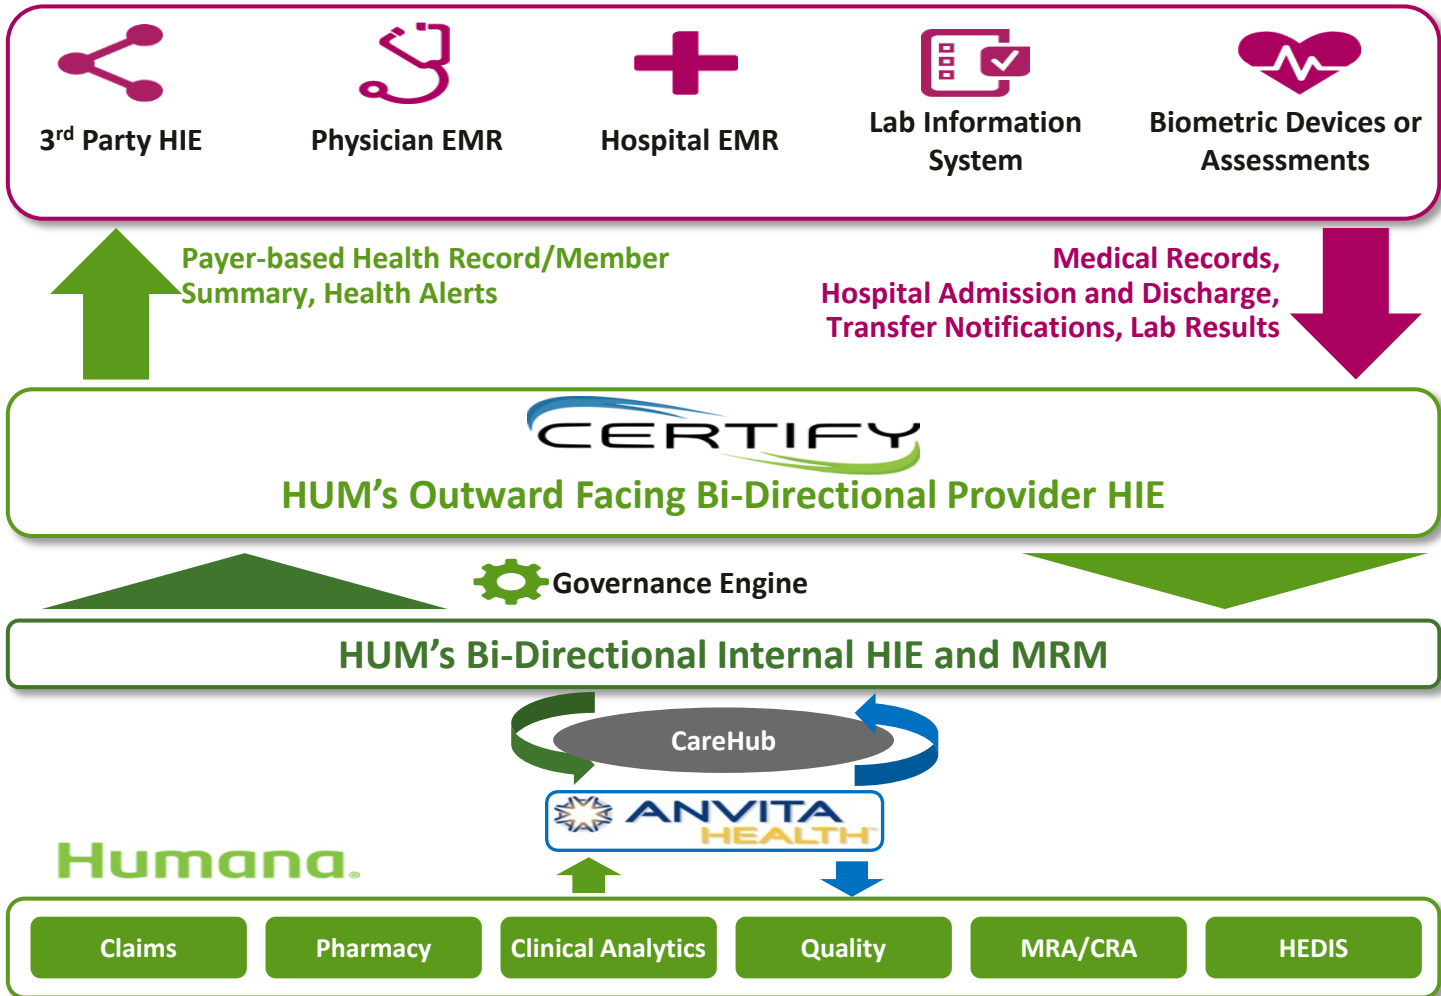 3rd Party HIE
Physician EMR
Hospital EMR
Lab Information
System
Biometric Devices or
Assessments
Payer-based Health Record/Member
Summary, Health Alerts
Medical Records,
Hospital Admission and Discharge,
Transfer Notifications, Lab Results
CERTIFY
HUM’s Outward Facing Bi-Directional Provider HIE
Governance Engine
HUM’s Bi-Directional Internal HIE and MRM
CareHub
ANVITA
HEALTH
Humana®
Claims
Pharmacy
Clinical Analytics
Quality
MRA/CRA
HEDIS